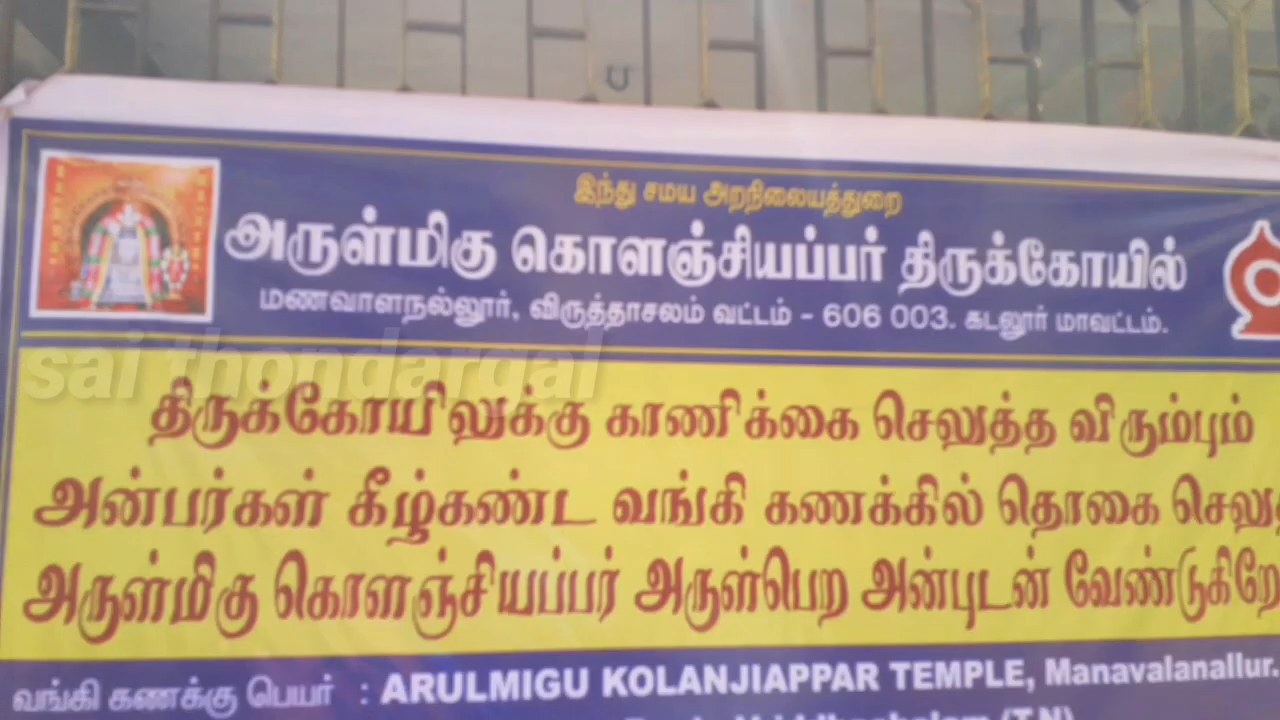 இந்து சமய அறநிலையத்துறை
அருள்மிகு கொளஞ்சியப்பர் திருக்கோயில்
மணவாளநல்லூர், விருத்தாசலம் வட்டம் - 606 003. கடலூர் மாவட்டம்.
sai thondargal
திருக்கோயிலுக்கு காணிக்கை செலுத்த விரும்பும்
அன்பர்கள் கீழ்கண்ட வங்கி கணக்கில் தொகை
அருள்மிகு கொளஞ்சியப்பர் அருள்பெற அன்புடன்
வங்கி கணக்கு பெயர் : ARULMIGU KOLANJIAPPAR TEMPLE, Manavalanallur.